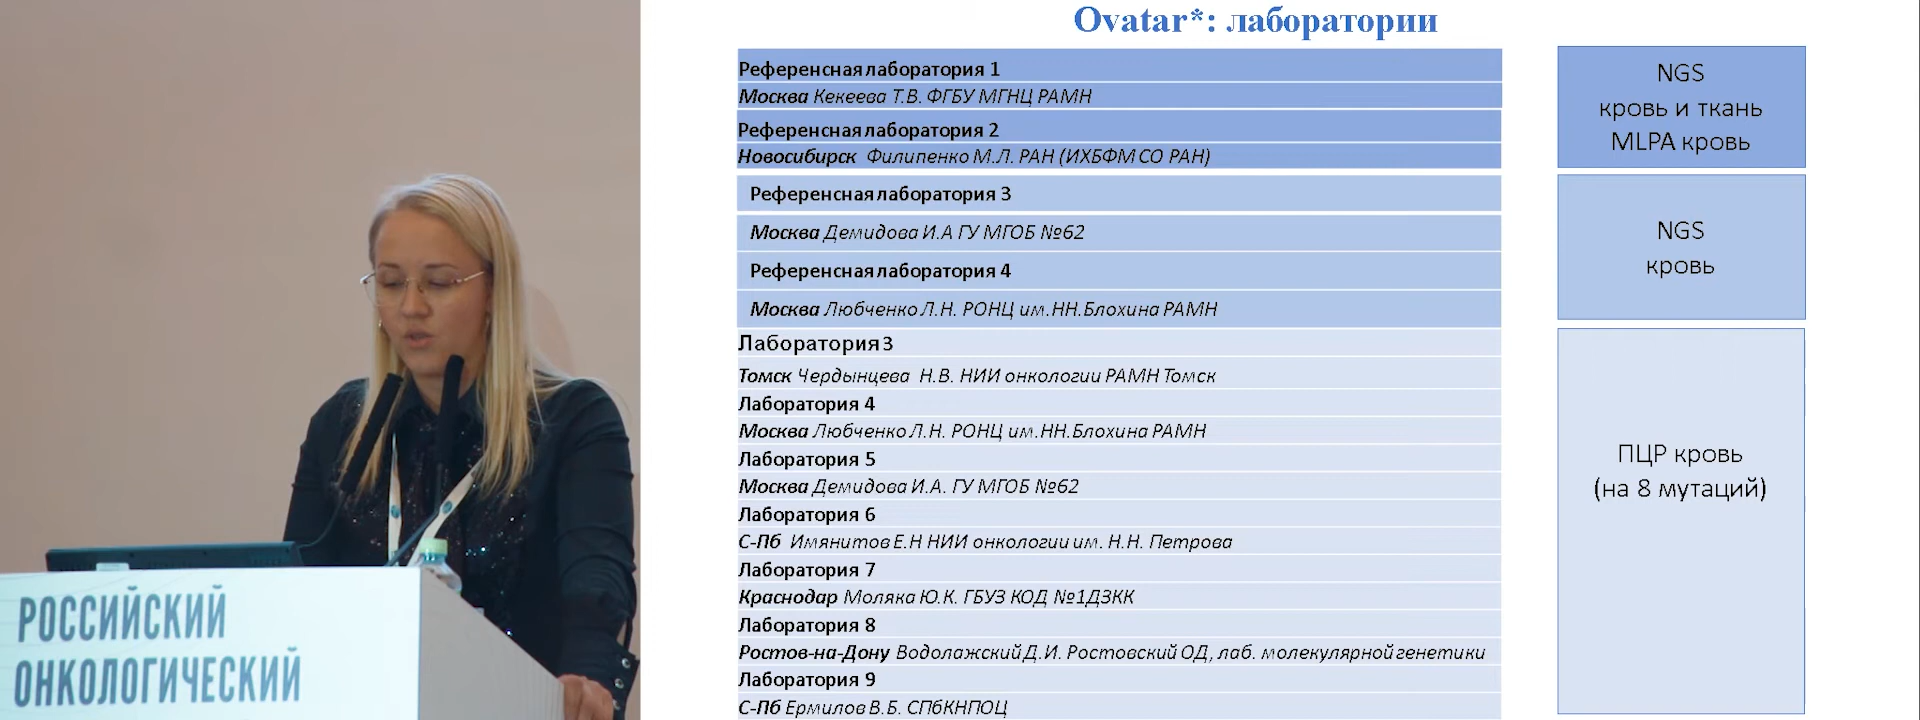 Ovatar*: лаборатории
Референсная лаборатория 1
Москва Кекеева Т.В. ФГБУ МГНЦ РАМН
Референсная лаборатория 2
Новосибирск Филипенко М.Л. РАН (ИХБФМ СО РАН)
Референсная лаборатория 3
Москва Демидова И.А ГУ МГОБ №62
Референсная лаборатория 4
Москва Любченко Л.Н. РОНЦ им.НН.Блохина РАМН
Лаборатория 3
Томск Чердынцева Н.В. НИИ онкологии РАМН Томск
Лаборатория 4
Москва Любченко Л.Н. РОНЦ им.НН.Блохина РАМН
Лаборатория 5
Москва Демидова И.А. ГУ МГОБ №62
Лаборатория 6
С-Пб Имянитов Е.Н НИИ онкологии им. Н.Н. Петрова
Лаборатория 7
Краснодар Моляка Ю.К. ГБУЗ КОД №1ДЗКК
Лаборатория 8
Ростов-на-Дону Водолажский Д.И. Ростовский ОД, лаб. молекулярной генетики
Лаборатория 9
С-Пб Ермилов В.Б. СПбКНПОЦ
NGS
кровь и ткань
MLPA кровь
NGS
кровь
ПЦР кровь
(на 8 мутаций)
РОССИЙСКИЙ
ОНКОЛОГИЧЕСКИЙ